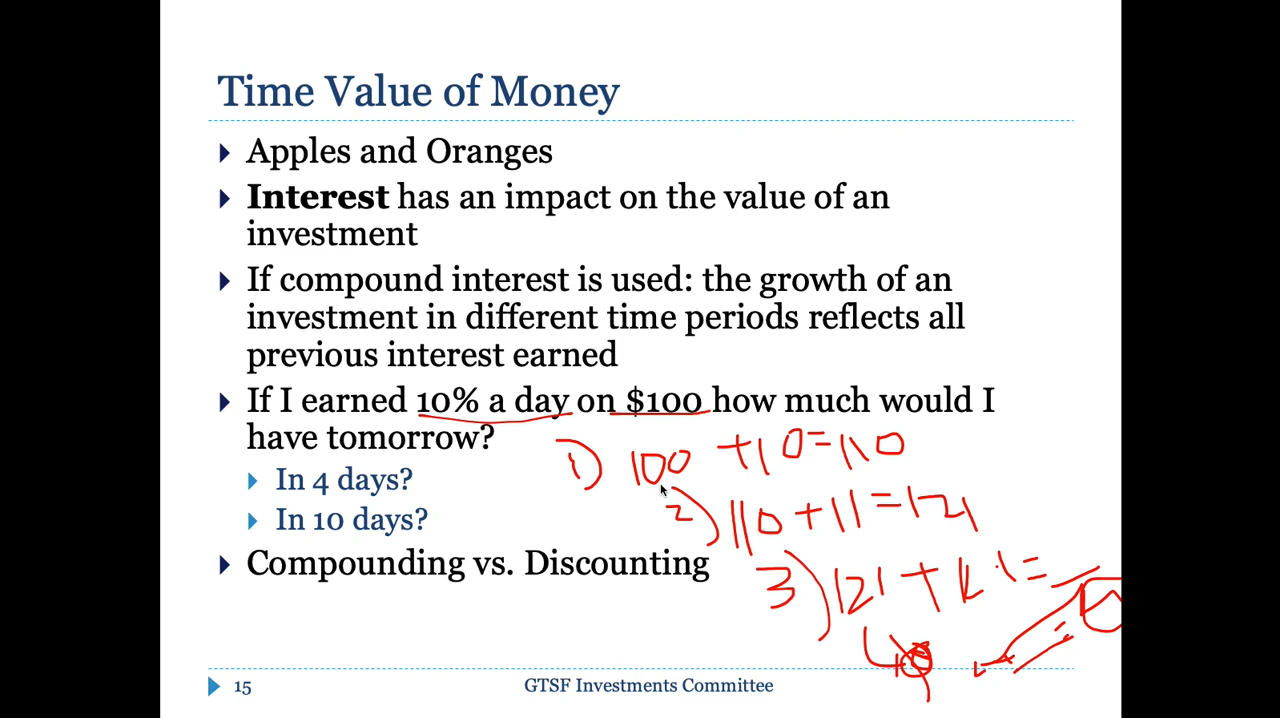 Time Value of Money
Apples and Oranges
Interest has an impact on the value of an
investment
If compound interest is used: the growth of an
investment in different time periods reflects all
previous interest earned
If I earned 10% a day on $100 how much would I
have tomorrow?
1) 100 +10=110
In 4 days?
2) 110+11=121
In 10 days?
Compounding vs. Discounting
3) 121+12.1=
15
GTSF Investments Committee